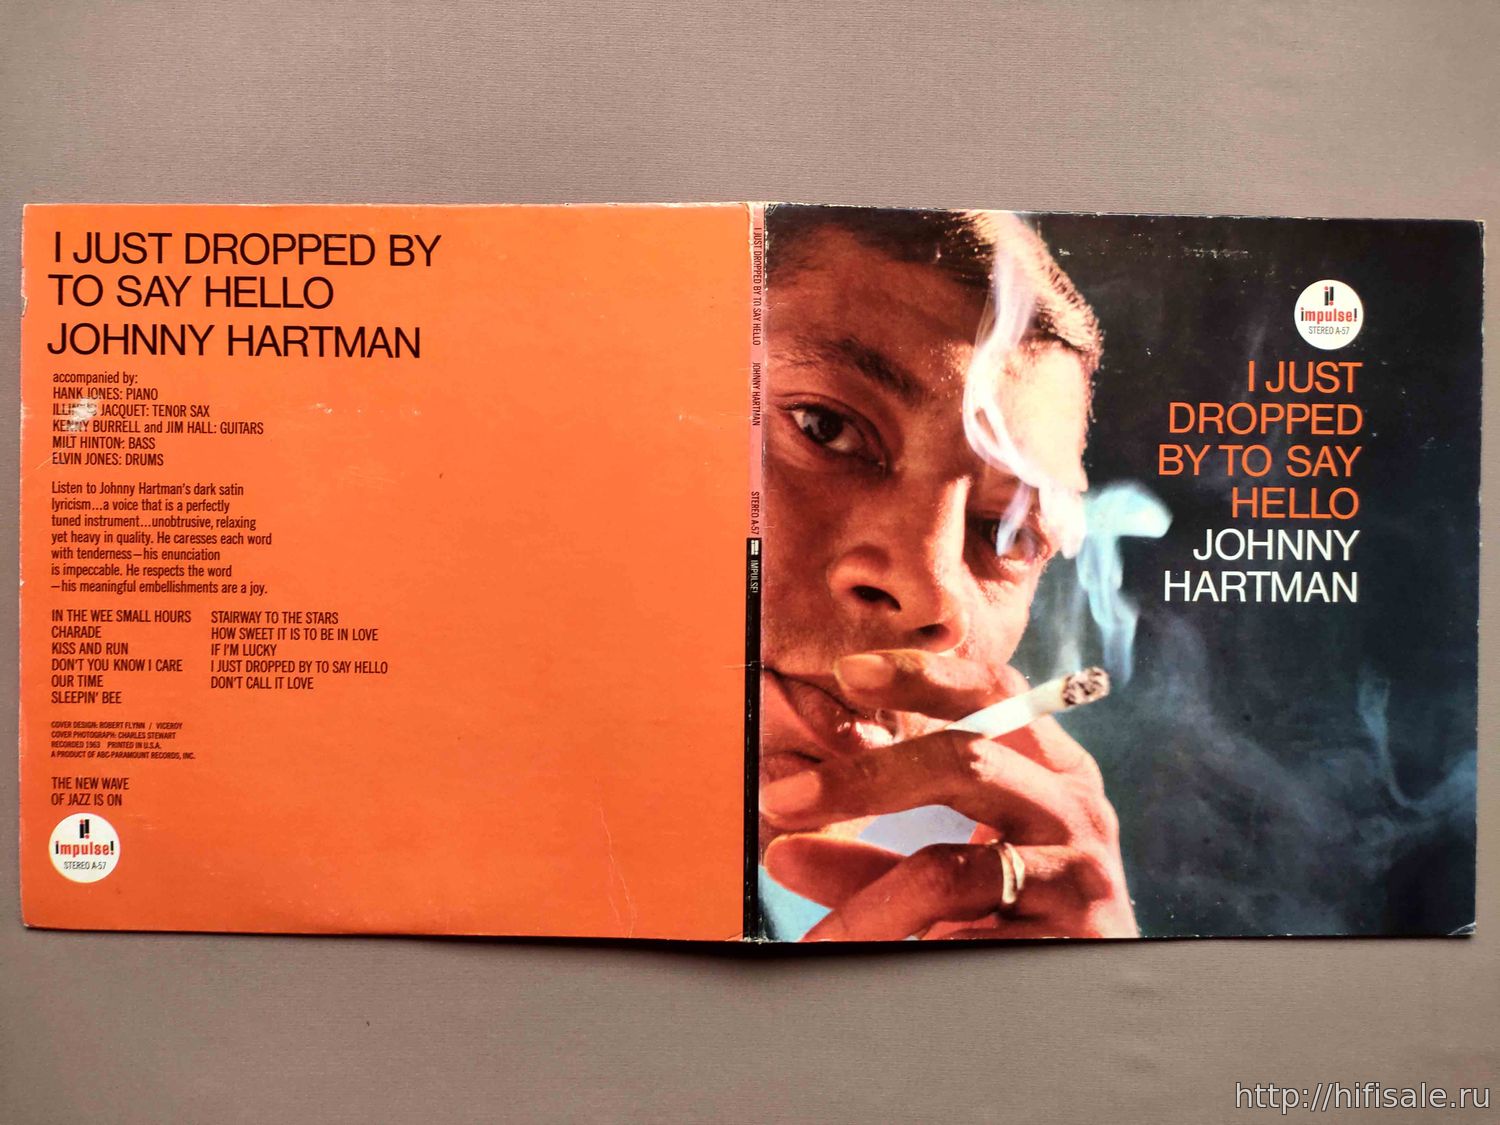 I JUST DROPPED BY
TO SAY HELLO
JOHNNY HARTMAN
accompanied by:
HANK JONES: PIANO
JACQUET: TENOR SAX
KENNY BURRELL and JIM HALL: GUITARS
MILT HINTON: BASS
ELVIN JONES: DRUMS
Listen to Johnny Hartman's dark satin
lyricism...a voice that is a perfectly
tuned instrument...unobtrusive, relaxing
yet heavy in quality. He caresses each word
with tenderness—his enunciation
is impeccable. He respects the word
—his meaningful embellishments are a joy.
IN THE WEE SMALL HOURS
CHARADE
KISS AND RUN
DON'T YOU KNOW I CARE
OUR TIME
SLEEPIN' BEE
STAIRWAY TO THE STARS
HOW SWEET IT IS TO BE IN LOVE
IF I'M LUCKY
I JUST DROPPED BY TO SAY HELLO
DON'T CALL IT LOVE
COVER DESIGN: ROBERT FLYNN / VICEROY
COVER PHOTOGRAPH: CHARLES STEWART
RECORDED 1963 PRINTED IN U.S.A.
A PRODUCT OF ABC-PARAMOUNT RECORDS, INC.
THE NEW WAVE
OF JAZZ IS ON
impulse!
STEREO A-57
I JUST DROPPED BY TO SAY HELLO JOHNNY HARTMAN STEREO A-57 IMPULSE!
impulse!
STEREO A-57
I JUST
DROPPED
BY TO SAY
HELLO
JOHNNY
HARTMAN
http://hifisale.ru